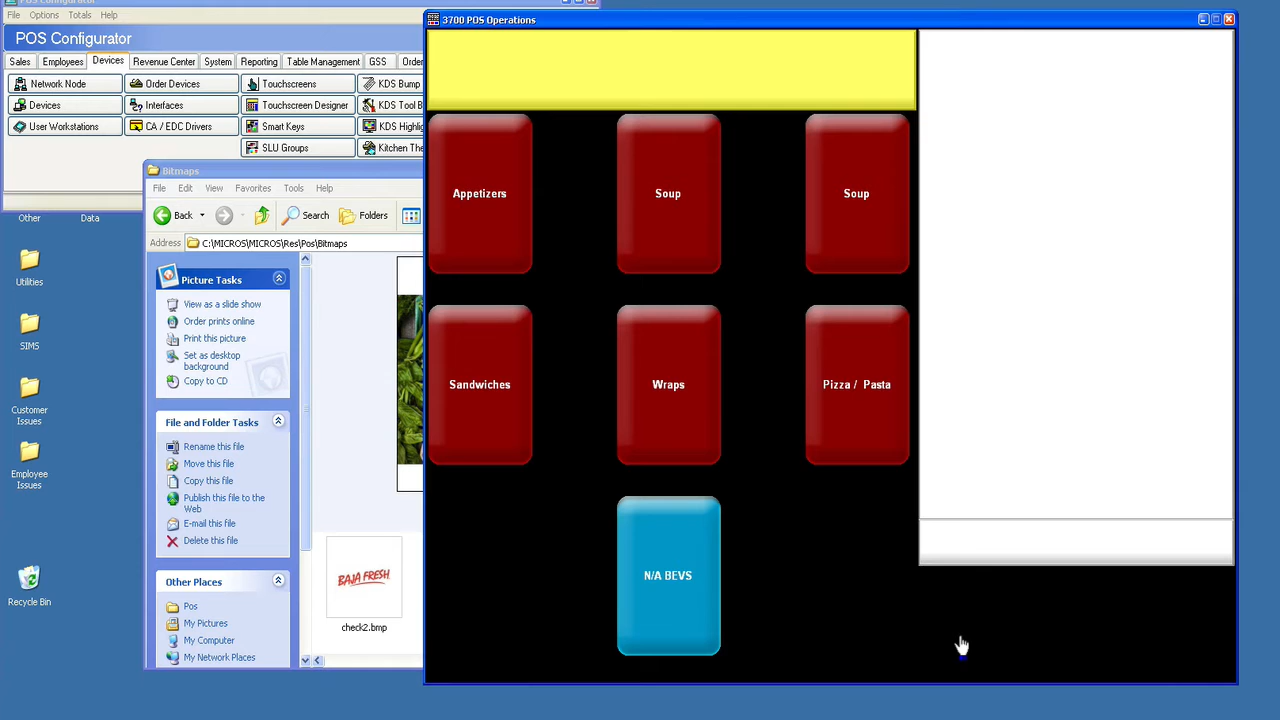 POS Configurator
File Options Totals Help
POS Configurator
Sales Employees Devices Revenue Center System Reporting Table Management GSS
Network Node Order Devices Touchscreens KDS Bump
Devices Interfaces Touchscreen Designer KDS Tool B
User Workstations CA / EDC Drivers Smart Keys KDS Highlig
SLU Groups Kitchen The
Other Data
Utilities
SIMS
Customer
Issues
Employee
Issues
Recycle Bin
Bitmaps
File Edit View Favorites Tools Help
Back Search Folders
Address C:\MICROS\MICROS\Res\Pos\Bitmaps
Picture Tasks
View as a slide show
Order prints online
Print this picture
Set as desktop
background
Copy to CD
File and Folder Tasks
Rename this file
Move this file
Copy this file
Publish this file to the
Web
E-mail this file
Delete this file
Other Places
Pos
My Pictures
My Computer
My Network Places
BAJA FRESH
check2.bmp
3700 POS Operations
Appetizers Soup Soup
Sandwiches Wraps Pizza / Pasta
N/A BEVS